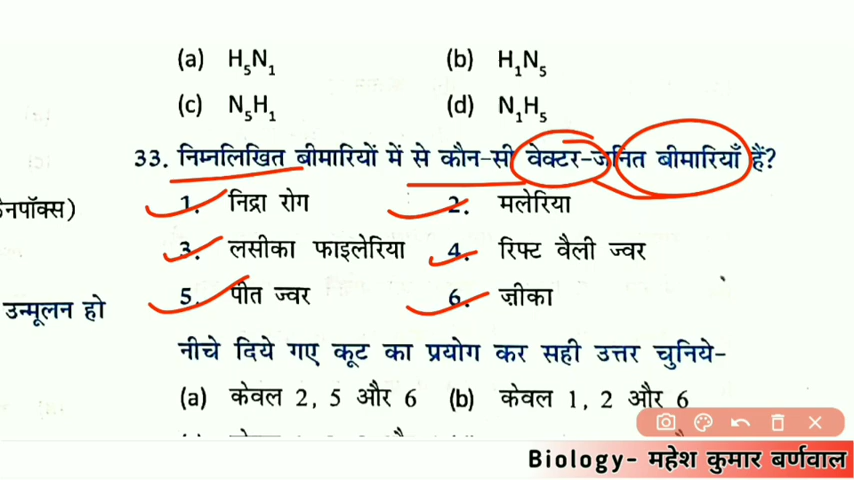 (a) H₅N₁ (b) H₁N₅
(c) N₅H₁ (d) N₁H₅
33. निम्नलिखित बीमारियों में से कौन-सी वेक्टर-जनित बीमारियाँ हैं?
1. निद्रा रोग 2. मलेरिया
3. लसीका फाइलेरिया 4. रिफ्ट वैली ज्वर
5. पीत ज्वर 6. ज़ीका
उन्मूलन हो
नीचे दिये गए कूट का प्रयोग कर सही उत्तर चुनिये-
(a) केवल 2, 5 और 6 (b) केवल 1, 2 और 6
Biology- महेश कुमार बर्णवाल